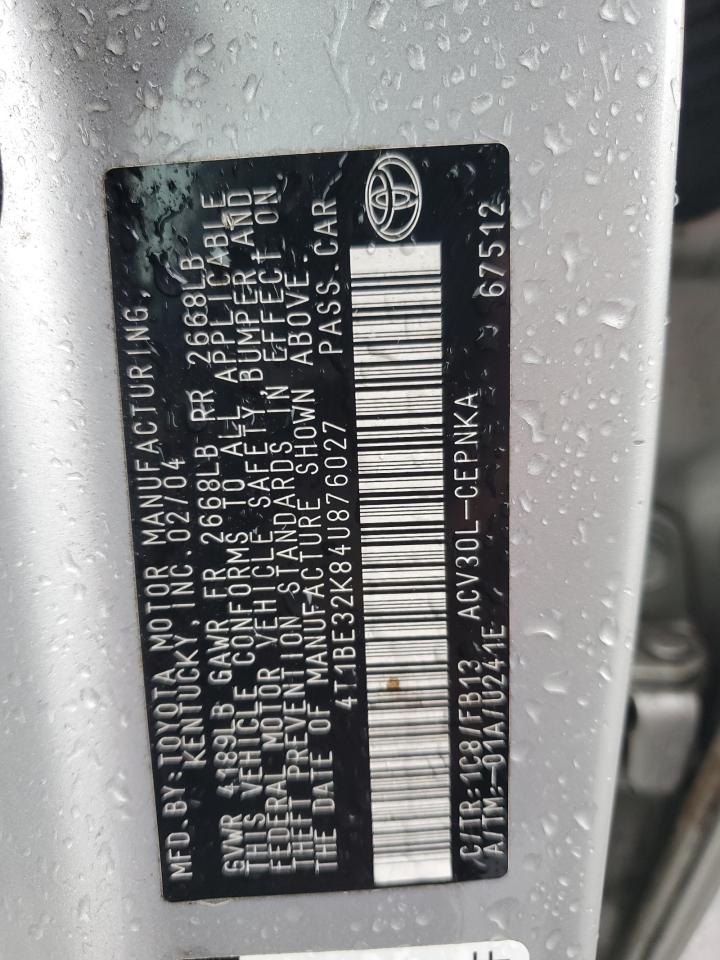 MFD. BY: TOYOTA MOTOR MANUFACTURING,
KENTUCKY, INC. 02/04
GVWR 4189LB GAWR FR 2668LB RR 2668LB
THIS VEHICLE CONFORMS TO ALL APPLICABLE
FEDERAL MOTOR VEHICLE SAFETY, BUMPER AND
THEFT PREVENTION STANDARDS IN EFFECT ON
THE DATE OF MANUFACTURE SHOWN ABOVE.
4T1BE32K84U876027 PASS. CAR
C/TR: 1C8/FB13 ACV30L-CEPNKA
A/TM: -01A/U241E 67512